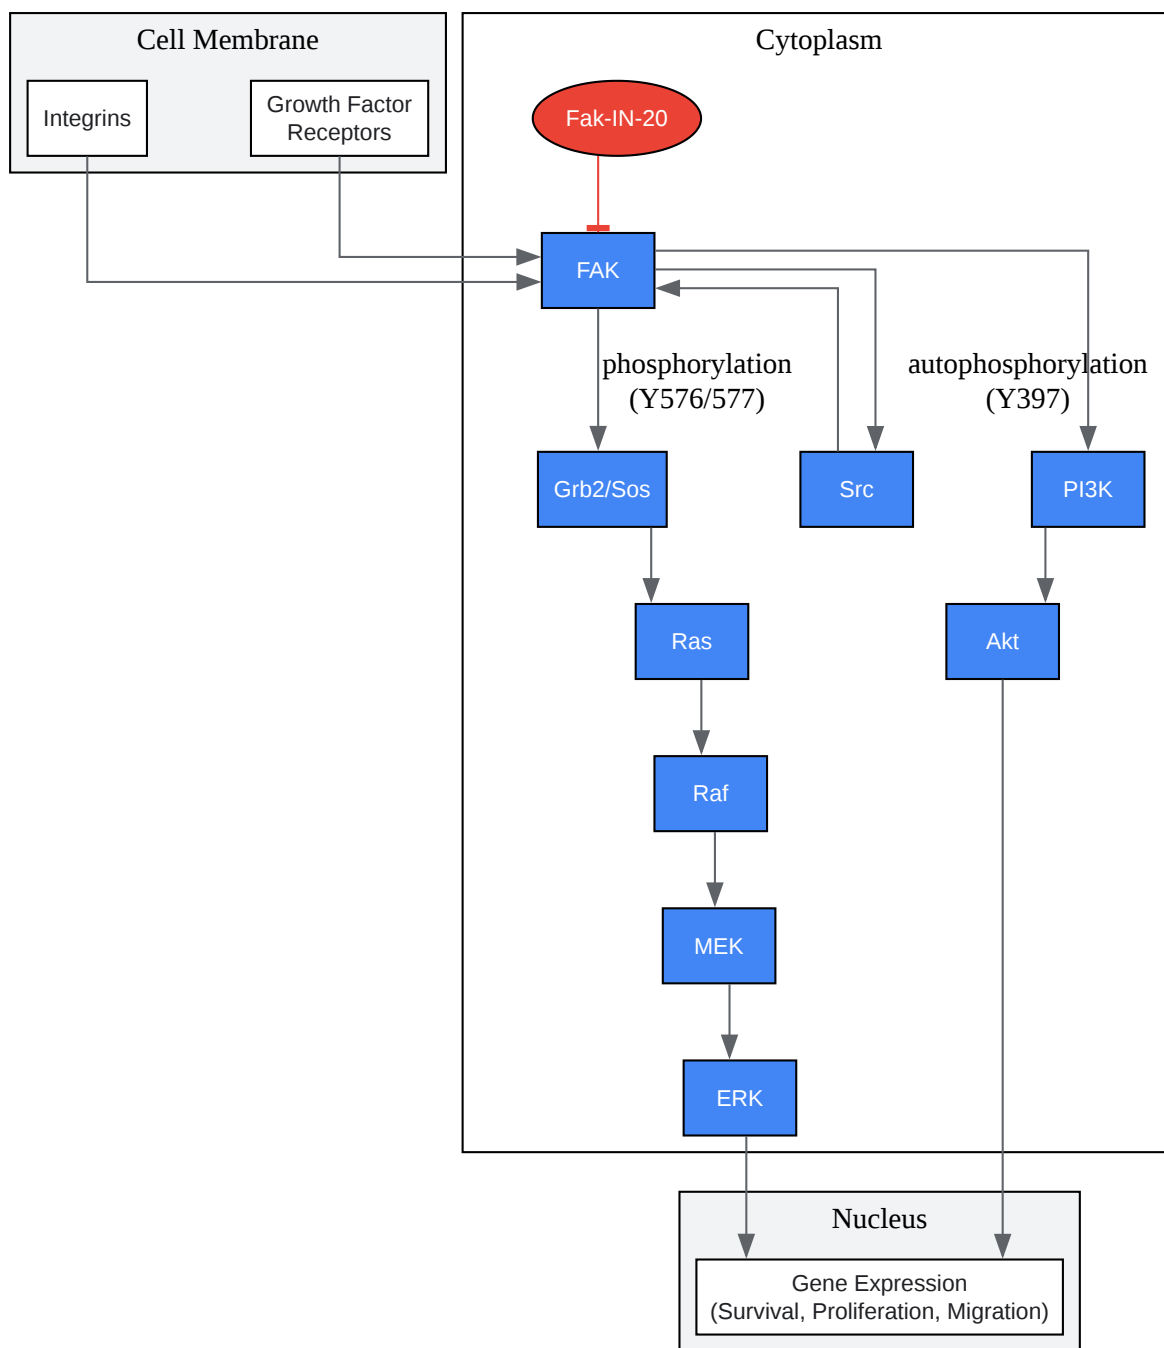 Cell Membrane
Cytoplasm
Integrins
Growth Factor
Receptors
Fak-IN-20
FAK
phosphorylation
(Y576/577)
autophosphorylation
(Y397)
Grb2/Sos
Src
PI3K
Ras
Akt
Raf
MEK
ERK
Nucleus
Gene Expression
(Survival, Proliferation, Migration)